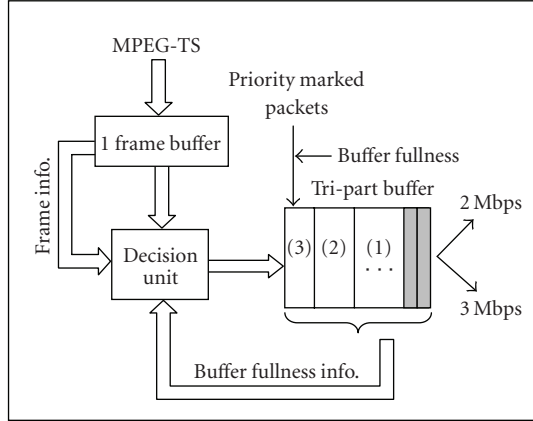 MPEG-TS
1 frame buffer
Frame info.
Decision
unit
Priority marked
packets
Buffer fullness
Tri-part buffer
(3) (2) (1)
. . .
2 Mbps
3 Mbps
Buffer fullness info.